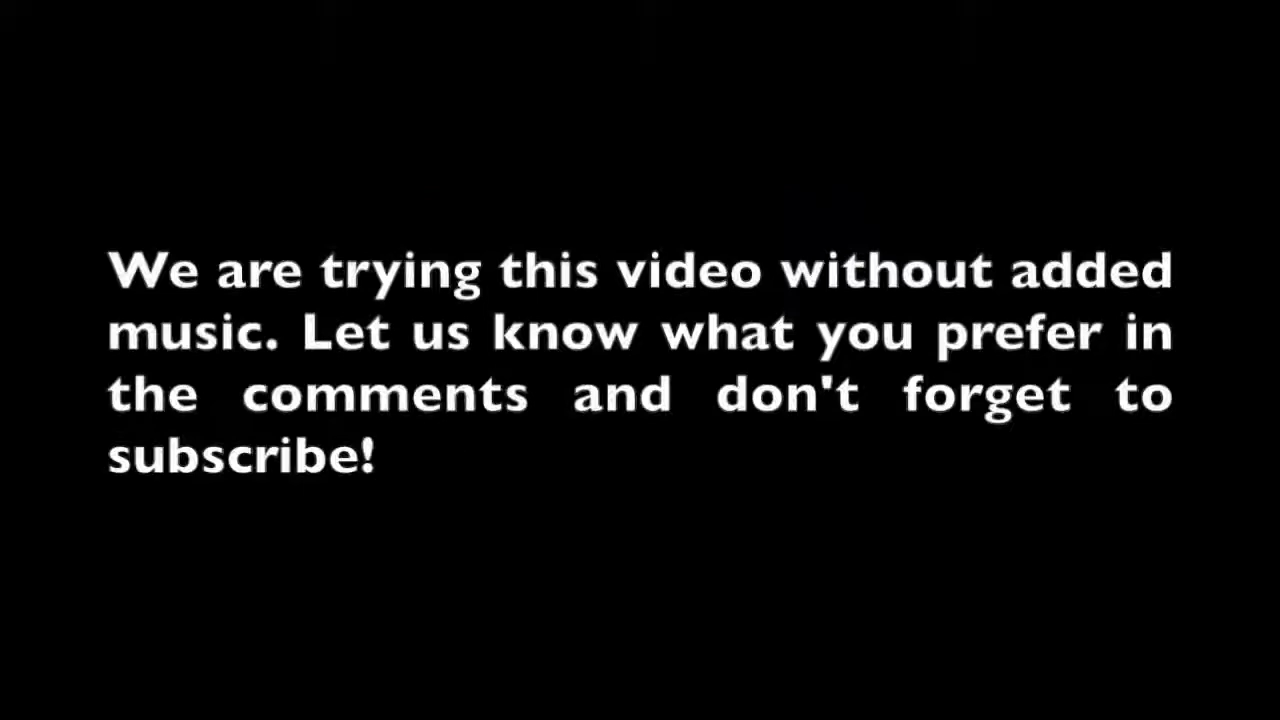 We are trying this video without added
music. Let us know what you prefer in
the comments and don't forget to
subscribe!